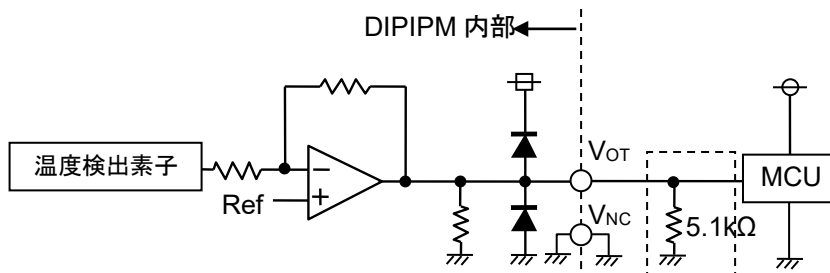 DIPIPM 内部
温度検出素子
Ref
−
+
VOT
VNC
5.1kΩ
MCU